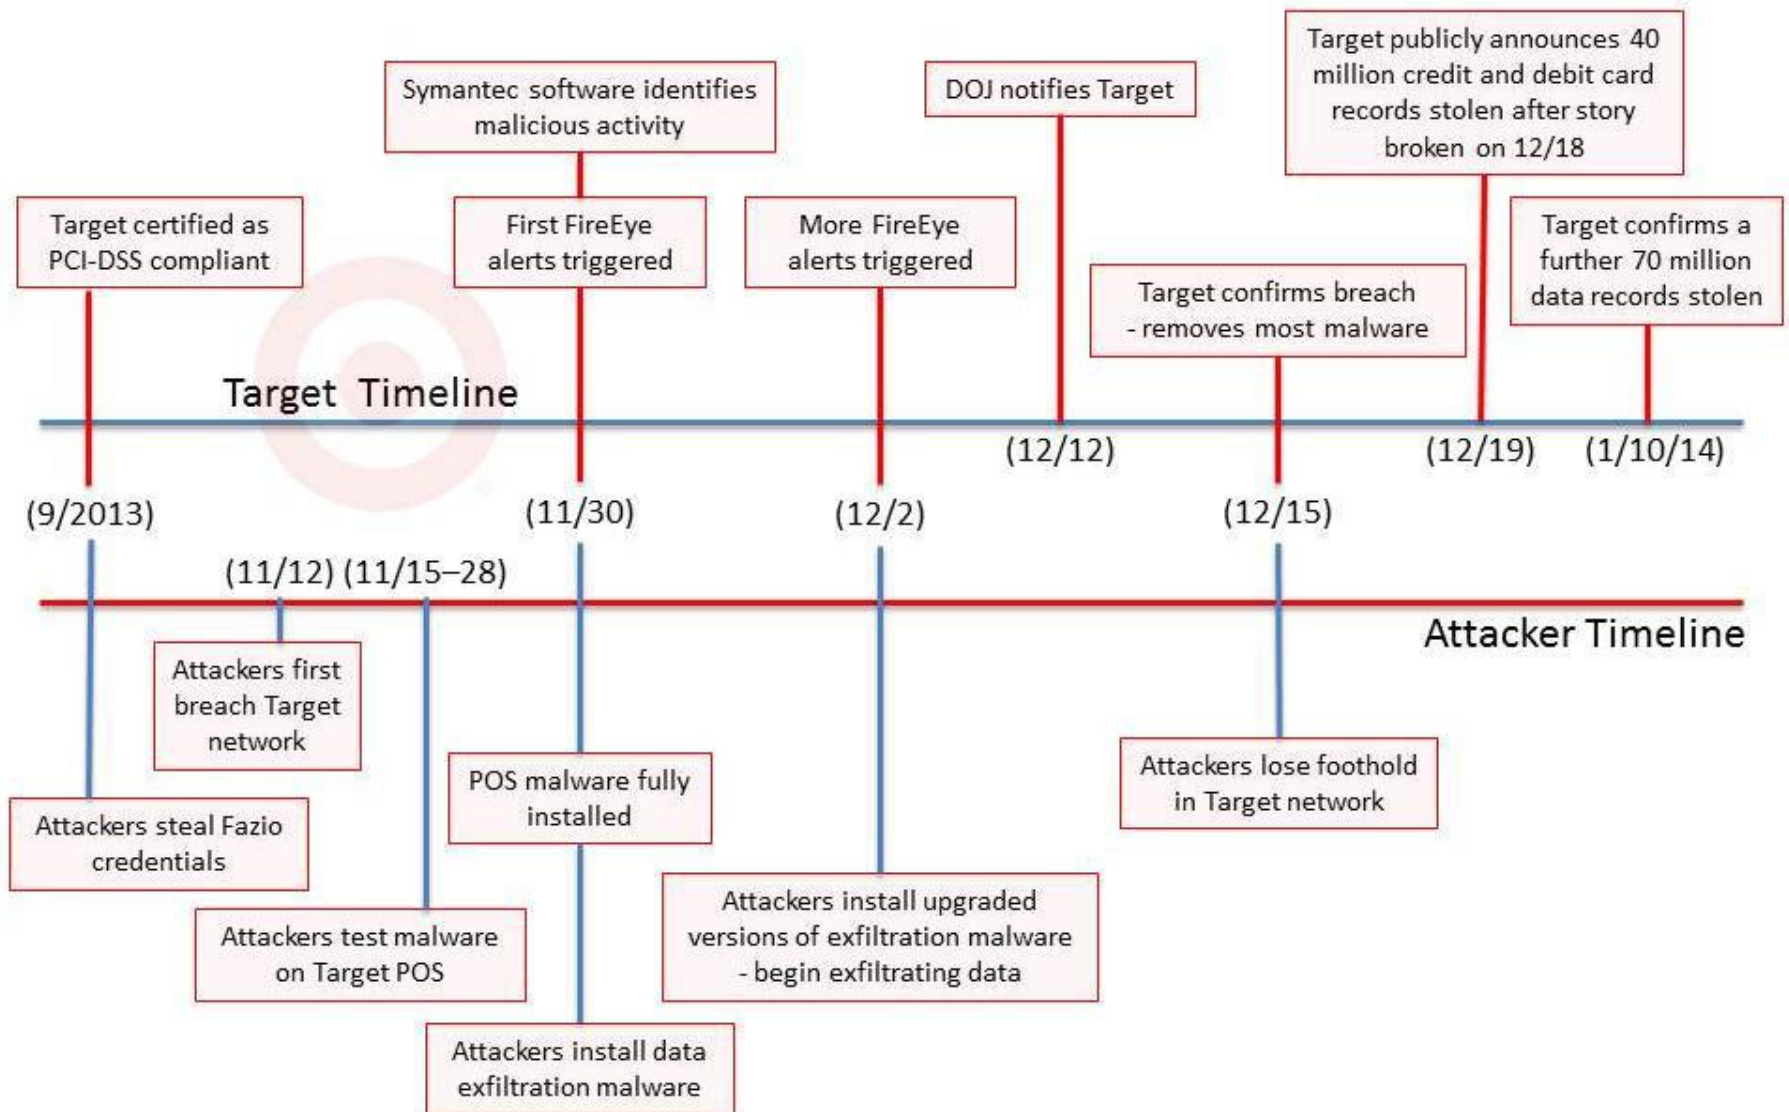 Target publicly announces 40
million credit and debit card
records stolen after story
broken on 12/18
Symantec software identifies
malicious activity
DOJ notifies Target
Target certified as
PCI-DSS compliant
First FireEye
alerts triggered
More FireEye
alerts triggered
Target confirms a
further 70 million
data records stolen
Target confirms breach
- removes most malware
Target Timeline
(12/12)
(12/19)
(1/10/14)
(9/2013)
(11/30)
(12/2)
(12/15)
(11/12)
(11/15–28)
Attacker Timeline
Attackers first
breach Target
network
POS malware fully
installed
Attackers lose foothold
in Target network
Attackers steal Fazio
credentials
Attackers install upgraded
versions of exfiltration malware
- begin exfiltrating data
Attackers test malware
on Target POS
Attackers install data
exfiltration malware